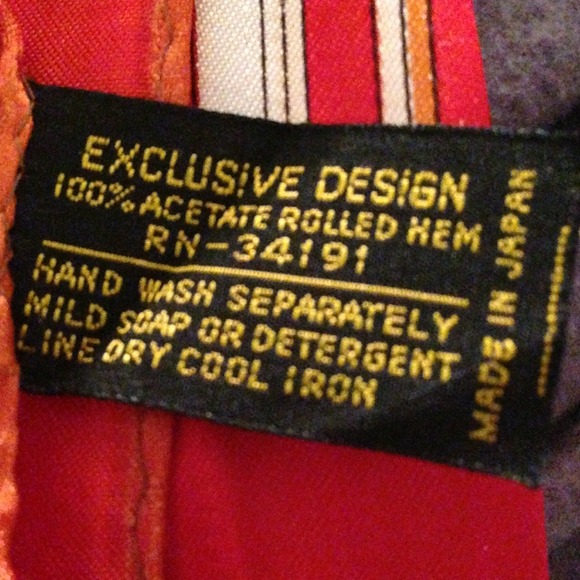 EXCLUSIVE DESIGN
100% ACETATE ROLLED HEM
RN-34191
HAND WASH SEPARATELY
MILD SOAP OR DETERGENT
LINE DRY COOL IRON
MADE IN JAPAN